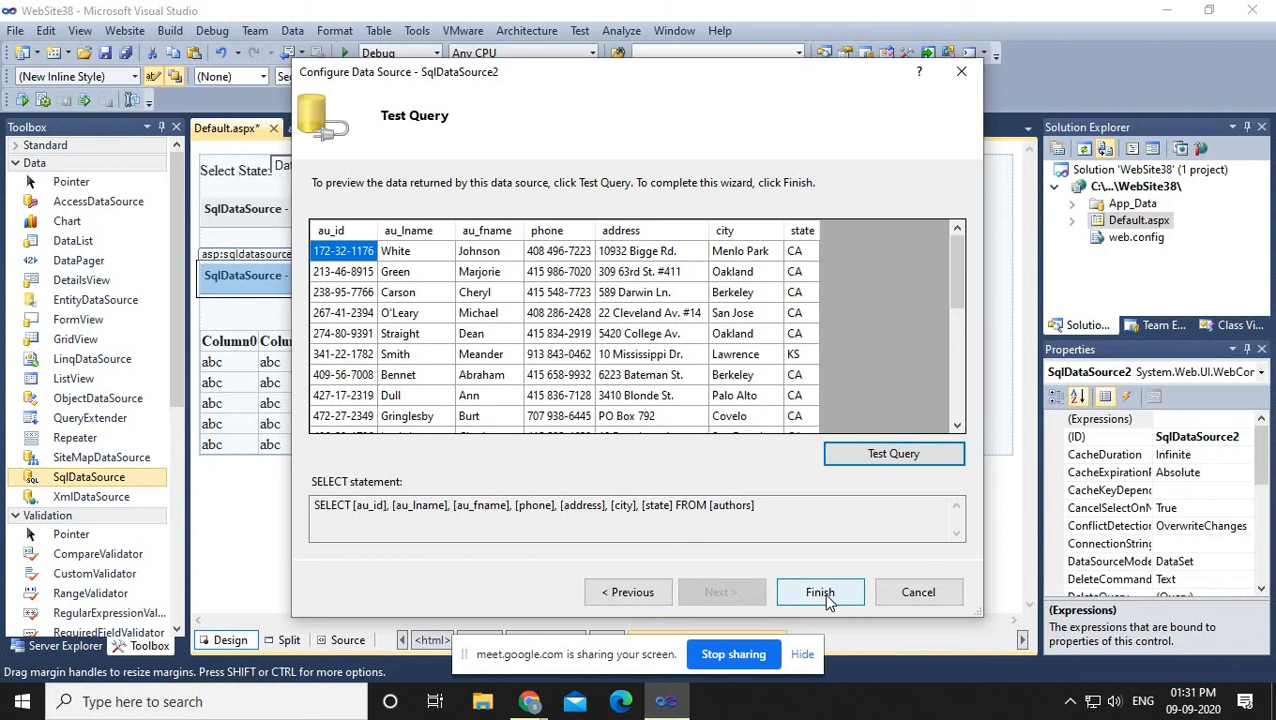 WebSite38 - Microsoft Visual Studio
File Edit View Website Build Debug Team Data Format Table Tools VMware Architecture Test Analyze Window Help
Debug Any CPU
(New Inline Style) (None)
Configure Data Source - SqlDataSource2
Test Query
To preview the data returned by this data source, click Test Query. To complete this wizard, click Finish.
au_id au_lname au_fname phone address city state
172-32-1176 White Johnson 408 496-7223 10932 Bigge Rd. Menlo Park CA
213-46-8915 Green Marjorie 415 986-7020 309 63rd St. #411 Oakland CA
238-95-7766 Carson Cheryl 415 548-7723 589 Darwin Ln. Berkeley CA
267-41-2394 O'Leary Michael 408 286-2428 22 Cleveland Av. #14 San Jose CA
274-80-9391 Straight Dean 415 834-2919 5420 College Av. Oakland CA
341-22-1782 Smith Meander 913 843-0462 10 Mississippi Dr. Lawrence KS
409-56-7008 Bennet Abraham 415 658-9932 6223 Bateman St. Berkeley CA
427-17-2319 Dull Ann 415 836-7128 3410 Blonde St. Palo Alto CA
472-27-2349 Gringlesby Burt 707 938-6445 PO Box 792 Covelo CA
Test Query
SELECT statement:
SELECT [au_id], [au_lname], [au_fname], [phone], [address], [city], [state] FROM [authors]
< Previous Next > Finish Cancel
Toolbox
Standard
Data
Pointer
AccessDataSource
Chart
DataList
DataPager
DetailsView
EntityDataSource
FormView
GridView
LinqDataSource
ListView
ObjectDataSource
QueryExtender
Repeater
SiteMapDataSource
SqlDataSource
XmlDataSource
Validation
Pointer
CompareValidator
CustomValidator
RangeValidator
RegularExpressionValid
RequiredFieldValidator
Server Explorer Toolbox
Default.aspx*
Select State:
SqlDataSource -
asp:sqldatasource
SqlDataSource -
Column0 Colu
abc abc
abc abc
abc abc
abc abc
abc abc
Design Split Source <html>
Solution Explorer
Solution 'WebSite38' (1 project)
C:\...\WebSite38\
App_Data
Default.aspx
web.config
Solutio... Team E... Class Vi...
Properties
SqlDataSource2 System.Web.UI.WebCor
(Expressions)
(ID) SqlDataSource2
CacheDuration Infinite
CacheExpirationP Absolute
CacheKeyDepend
CancelSelectOnN True
ConflictDetection OverwriteChanges
ConnectionString
DataSourceMode DataSet
DeleteCommand Text
(Expressions)
The expressions that are bound to properties of this control.
meet.google.com is sharing your screen. Stop sharing Hide
Drag margin handles to resize margins. Press SHIFT or CTRL for more options.
Type here to search
ENG
01:31 PM
09-09-2020